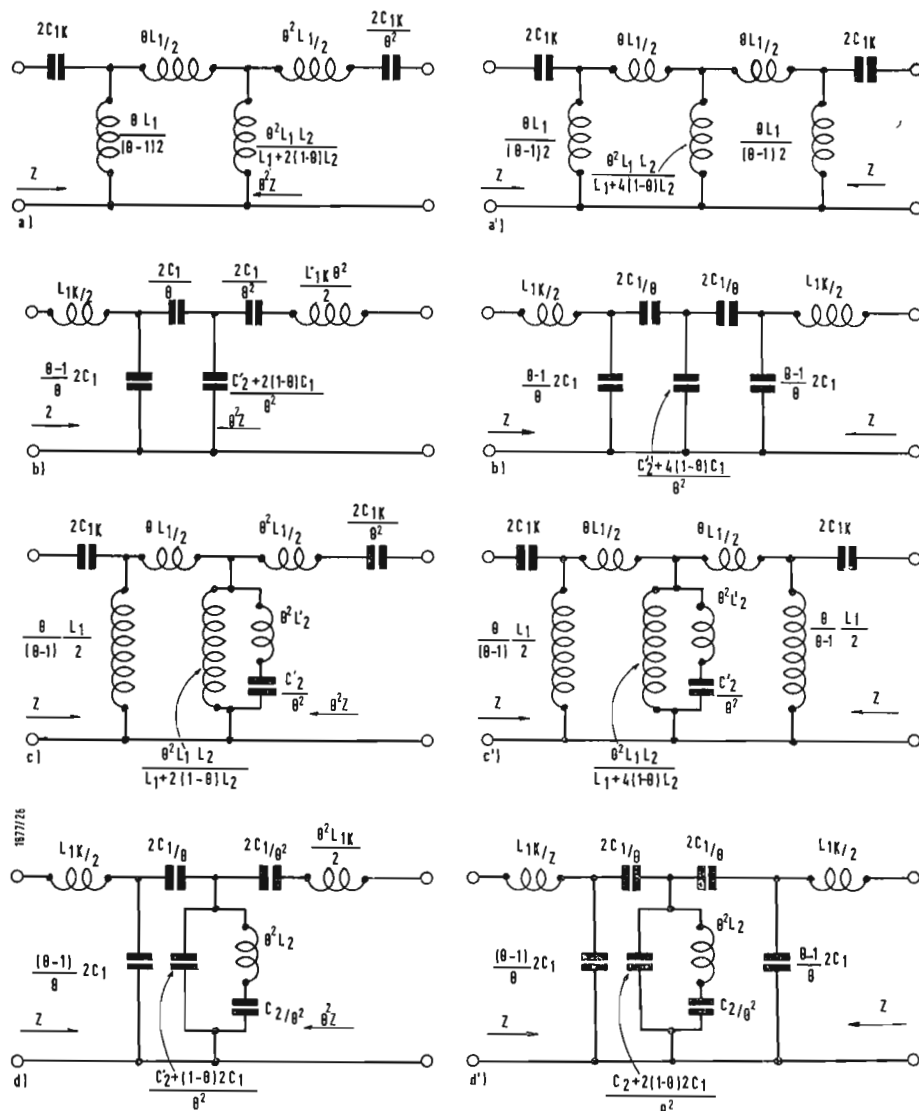 2C1K
θL1/2
θ²L1/2
2C1K/θ²
θL1/(θ-1)2
θ²L1 L2/L1+2(1-θ)L2
Z
θ²Z
a)
2C1K
θL1/2
θL1/2
2C1K
θL1/(θ-1)2
θ²L1 L2/L1+4(1-θ)L2
θL1/(θ-1)2
Z
Z
a')
L1K/2
2C1/θ
2C1/θ²
L'1Kθ²/2
θ-1/θ 2C1
C'2+2(1-θ)C1/θ²
2
θ²Z
b)
L1K/2
2C1/θ
2C1/θ
L1K/2
θ-1/θ 2C1
θ-1/θ 2C1
Z
Z
b)
C'2+4(1-θ)C1/θ²
2C1K
θL1/2
θ²L1/2
2C1K/θ²
θ/(θ-1) L1/2
θ²L'2
C'2/θ²
Z
θ²Z
c)
θ²L1 L2/L1+2(1-θ)L2
2C1K
θL1/2
θL1/2
2C1K
θ/(θ-1) L1/2
θ²L'2
C'2/θ²
θ/θ-1 L1/2
Z
Z
c')
θ²L1L2/L1+4(1-θ)L2
1877/26
L1K/2
2C1/θ
2C1/θ²
θ²L1K/2
(θ-1)/θ 2C1
θ²L2
C2/θ²
Z
θ²Z
d)
C'2+(1-θ)2C1/θ²
L1K/Z
2C1/θ
2C1/θ
L1K/2
(θ-1)/θ 2C1
θ²L2
C2/θ²
θ-1/θ 2C1
Z
Z
d')
C2+2(1-θ)2C1/θ²